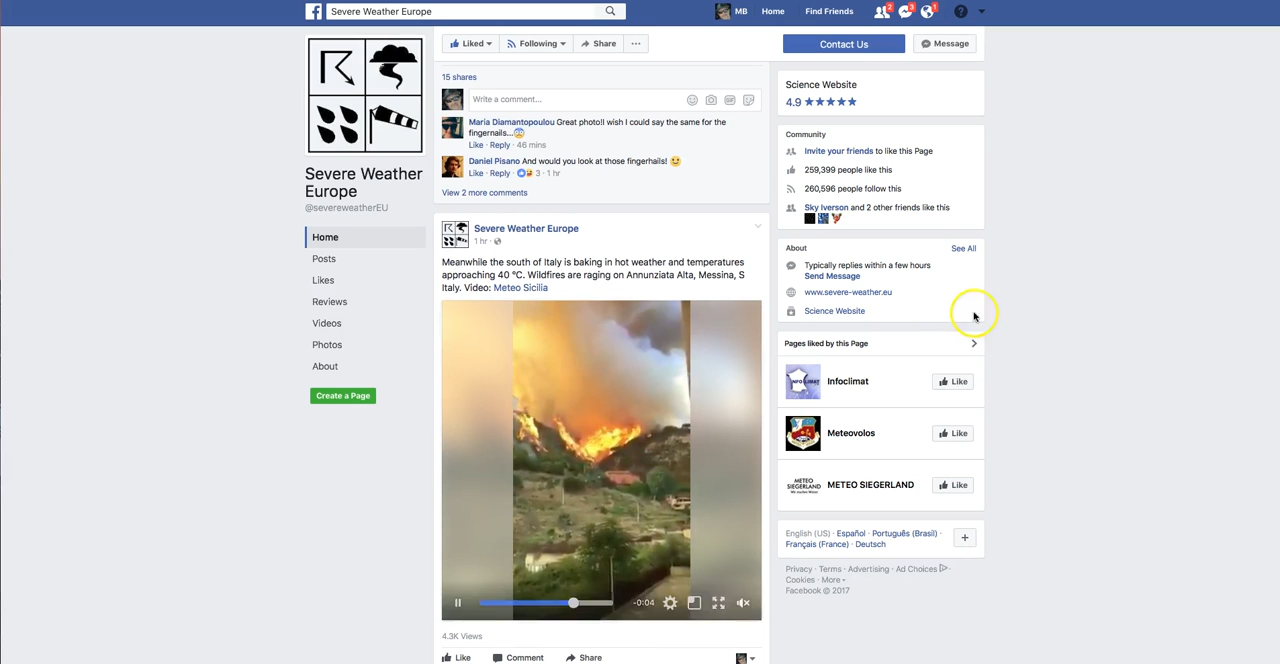 Severe Weather Europe
MB
Home
Find Friends
2
3
1
?
Liked
Following
Share
Contact Us
Message
Severe Weather
Europe
@severeweatherEU
Home
Posts
Likes
Reviews
Videos
Photos
About
Create a Page
15 shares
Write a comment...
Maria Diamantopoulou Great photo!I wish I could say the same for the
fingernails...😨
Like · Reply · 46 mins
Daniel Pisano And would you look at those fingerhails! 😀
Like · Reply · 3 · 1 hr
View 2 more comments
Severe Weather Europe
1 hr ·
Meanwhile the south of Italy is baking in hot weather and temperatures
approaching 40 °C. Wildfires are raging on Annunziata Alta, Messina, S
Italy. Video: Meteo Sicilia
-0:04
4.3K Views
Like
Comment
Share
Science Website
4.9 ★★★★★
Community
Invite your friends to like this Page
259,399 people like this
260,596 people follow this
Sky Iverson and 2 other friends like this
About
See All
Typically replies within a few hours
Send Message
www.severe-weather.eu
Science Website
Pages liked by this Page
Infoclimat
Like
Meteovolos
Like
METEO
SIEGERLAND
METEO SIEGERLAND
Like
English (US) · Español · Português (Brasil) ·
Français (France) · Deutsch
+
Privacy · Terms · Advertising · Ad Choices ·
Cookies · More
Facebook © 2017